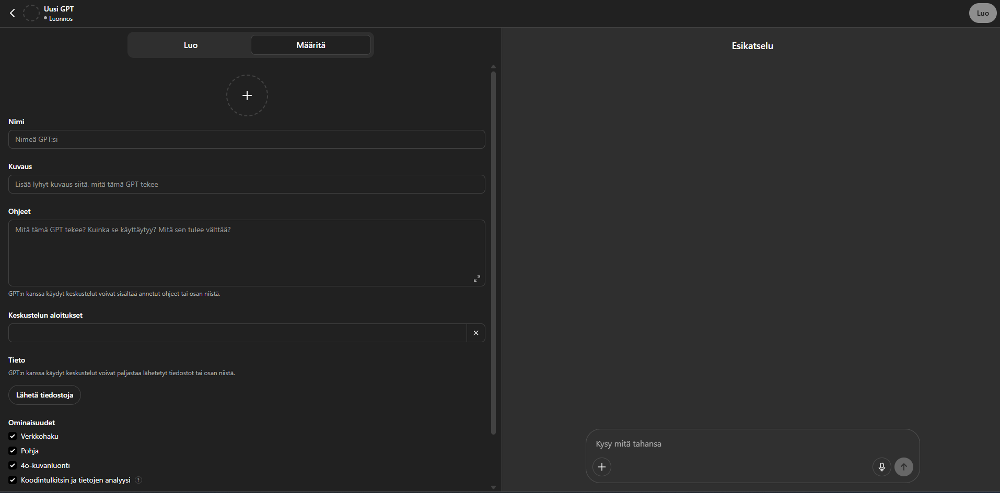 Uusi GPT
Luonnos
Luo
Luo
Määritä
Esikatselu
Nimi
Nimeä GPT:si
Kuvaus
Lisää lyhyt kuvaus siitä, mitä tämä GPT tekee
Ohjeet
Mitä tämä GPT tekee? Kuinka se käyttäytyy? Mitä sen tulee välttää?
GPT:n kanssa käydyt keskustelut voivat sisältää annetut ohjeet tai osan niistä.
Keskustelun aloitukset
Tieto
GPT:n kanssa käydyt keskustelut voivat paljastaa lähetetyt tiedostot tai osan niistä.
Lähetä tiedostoja
Ominaisuudet
Verkkohaku
Pohja
4o-kuvanluonti
Koodintulkitsin ja tietojen analyysi ?
Kysy mitä tahansa